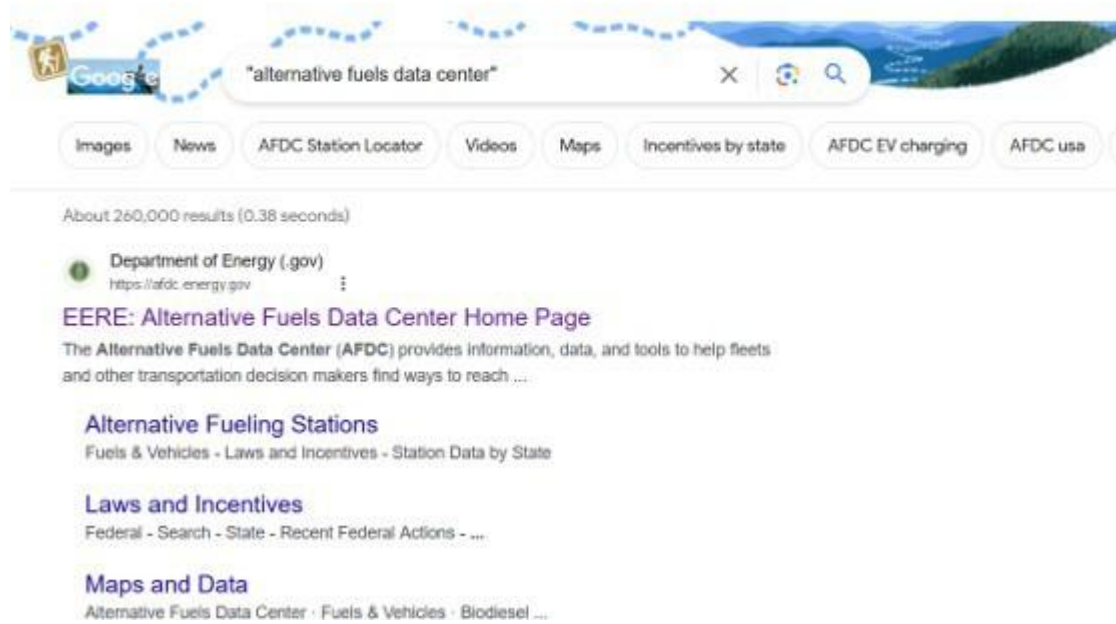 Google
"alternative fuels data center"
Images News AFDC Station Locator Videos Maps Incentives by state AFDC EV charging AFDC usa
About 260,000 results (0.38 seconds)
Department of Energy (.gov)
https://afdc.energy.gov
EERE: Alternative Fuels Data Center Home Page
The Alternative Fuels Data Center (AFDC) provides information, data, and tools to help fleets
and other transportation decision makers find ways to reach ...
Alternative Fueling Stations
Fuels & Vehicles - Laws and Incentives - Station Data by State
Laws and Incentives
Federal - Search - State - Recent Federal Actions - ...
Maps and Data
Alternative Fuels Data Center · Fuels & Vehicles · Biodiesel ...